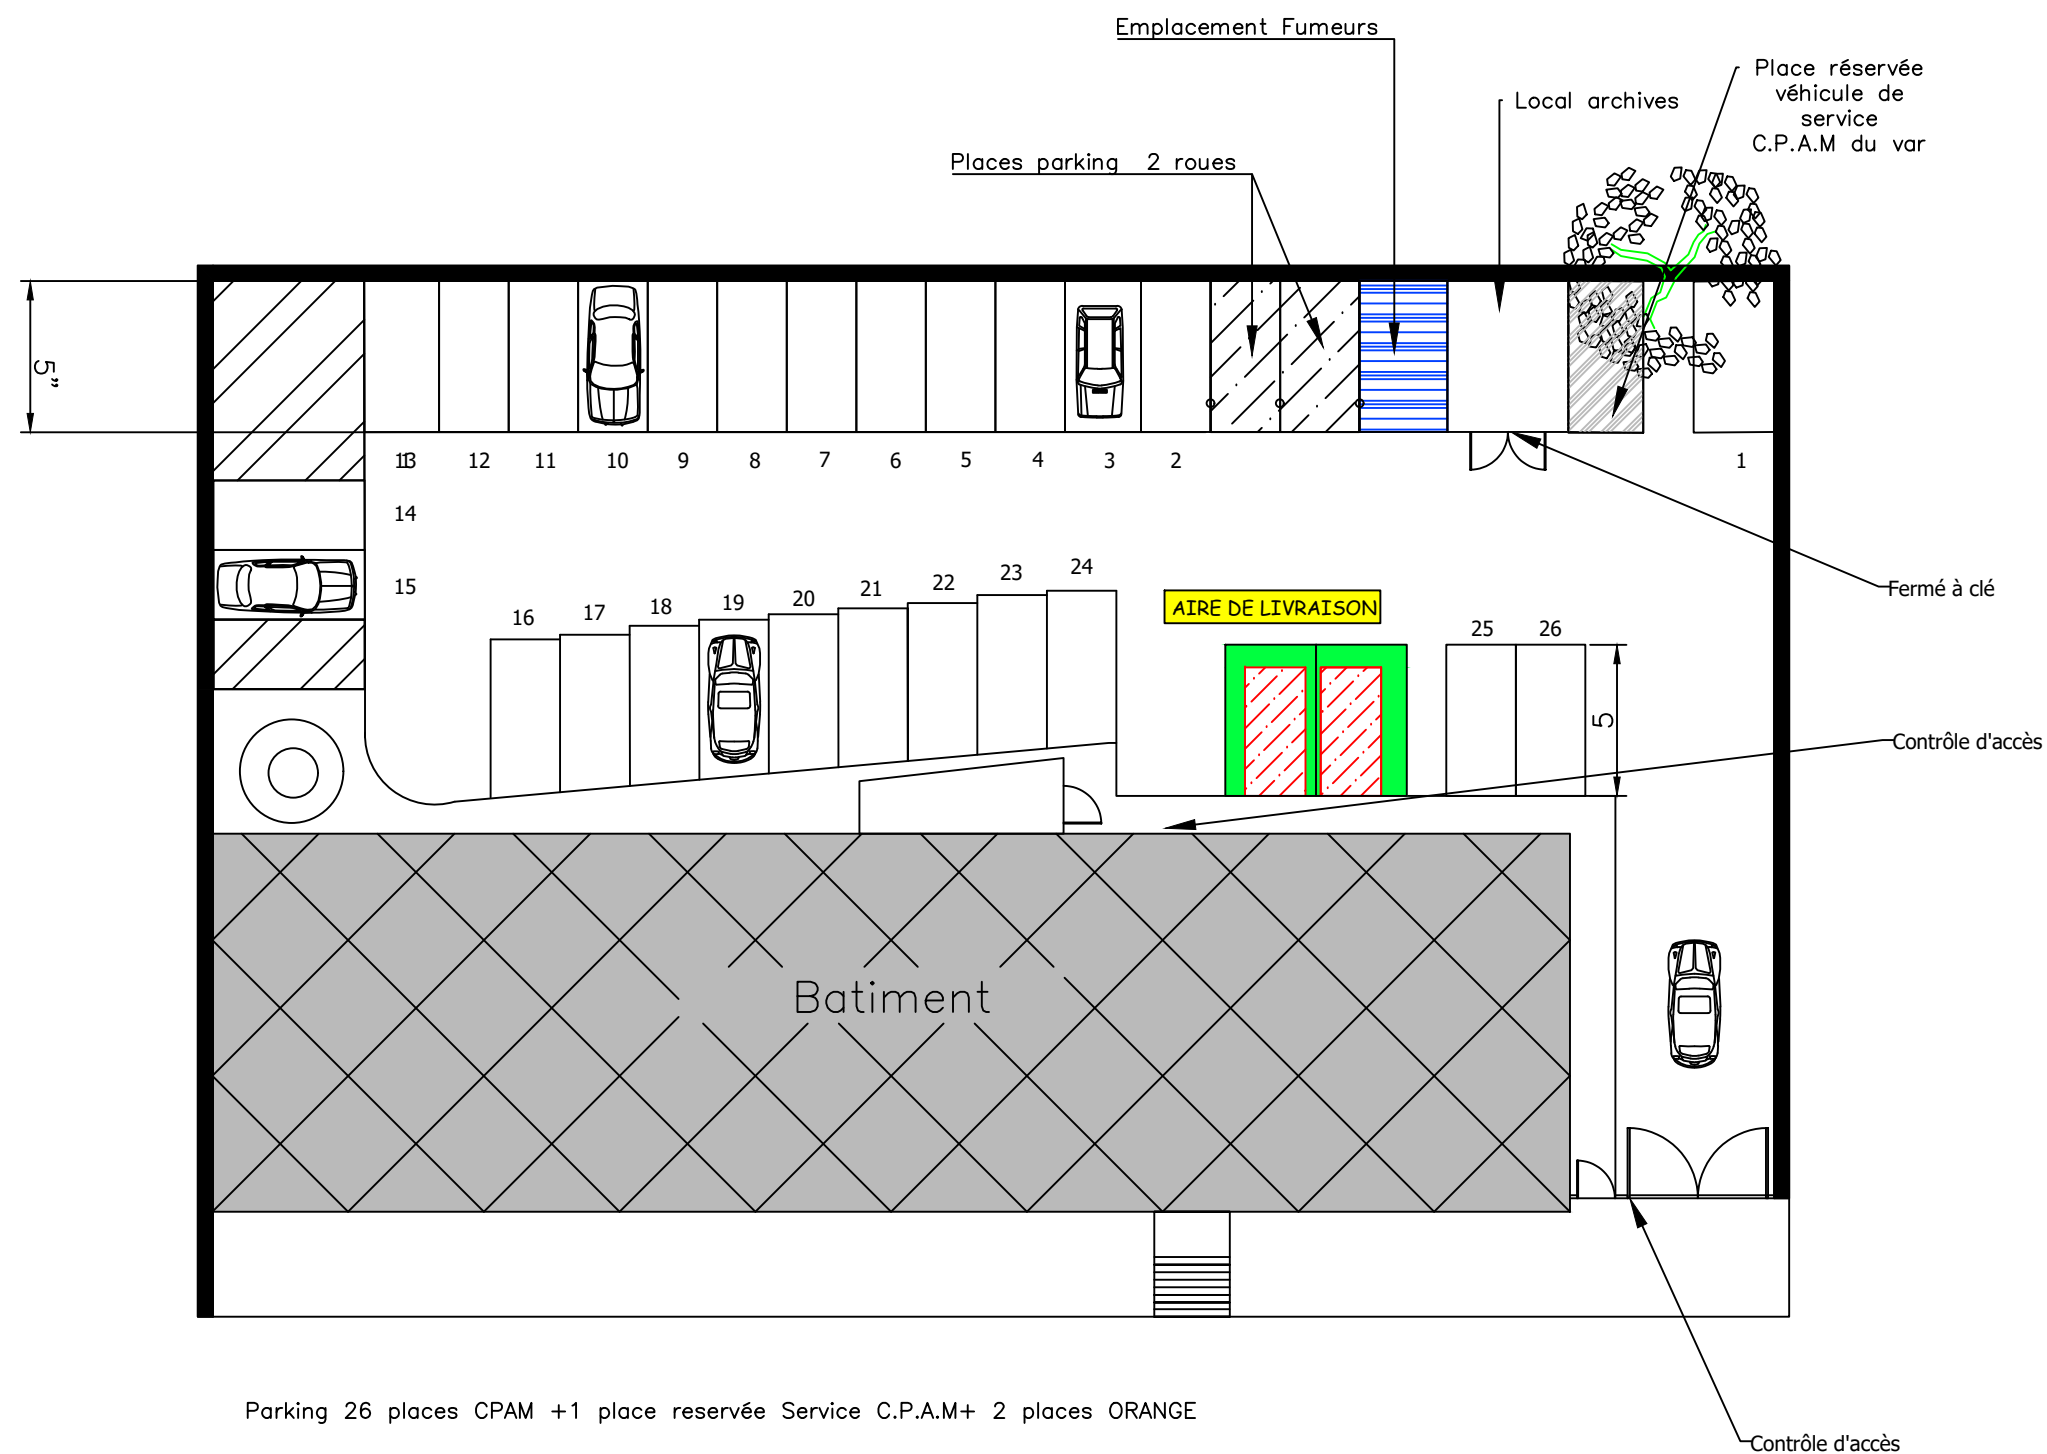 Emplacement Fumeurs
Place réservée
véhicule de
service
C.P.A.M du var
Local archives
Places parking 2 roues
5"
13
12
11
10
9
8
7
6
5
4
3
2
1
14
15
16
17
18
19
20
21
22
23
24
AIRE DE LIVRAISON
25
26
5
Fermé à clé
Contrôle d'accès
Batiment
Parking 26 places CPAM +1 place reservée Service C.P.A.M+ 2 places ORANGE
Contrôle d'accès